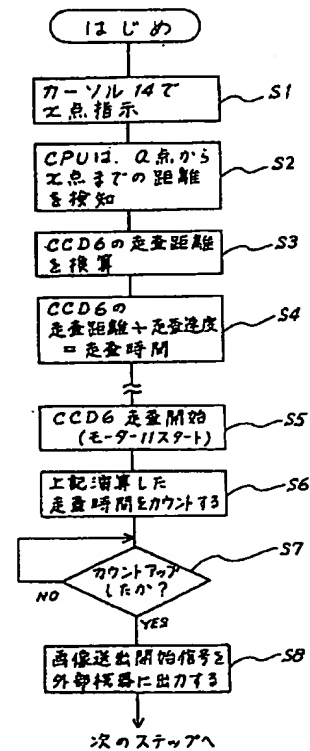 はじめ
カーソル14で
x点指示
S1
CPUは、a点から
x点までの距離
を検知
S2
CCD6の走査距離
を換算
S3
CCD6の
走査距離÷走査速度
=走査時間
S4
CCD6 走査開始
(モーター11スタート)
S5
上記演算した
走査時間をカウントする
S6
カウントアップ
したか?
S7
NO
YES
画像送出開始信号を
外部機器に出力する
S8
次のステップへ